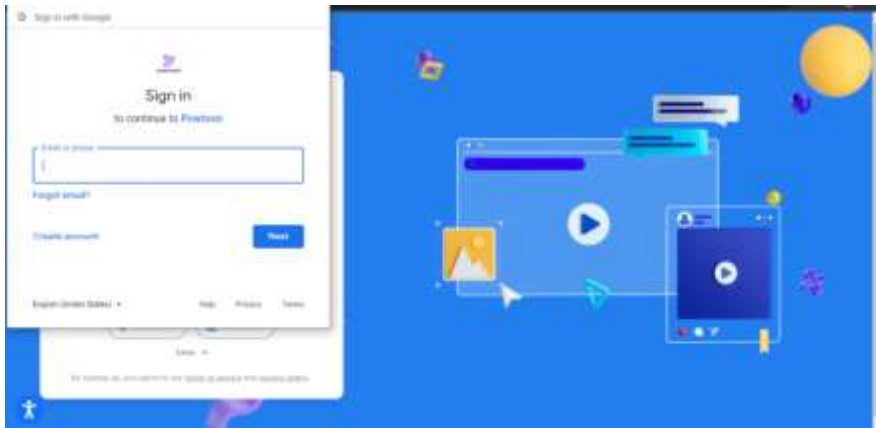 Sign in with Google
Sign in
to continue to Powtoon
Email or phone
Forgot email?
Create account
Next
English (United States)
Help
Privacy
Terms